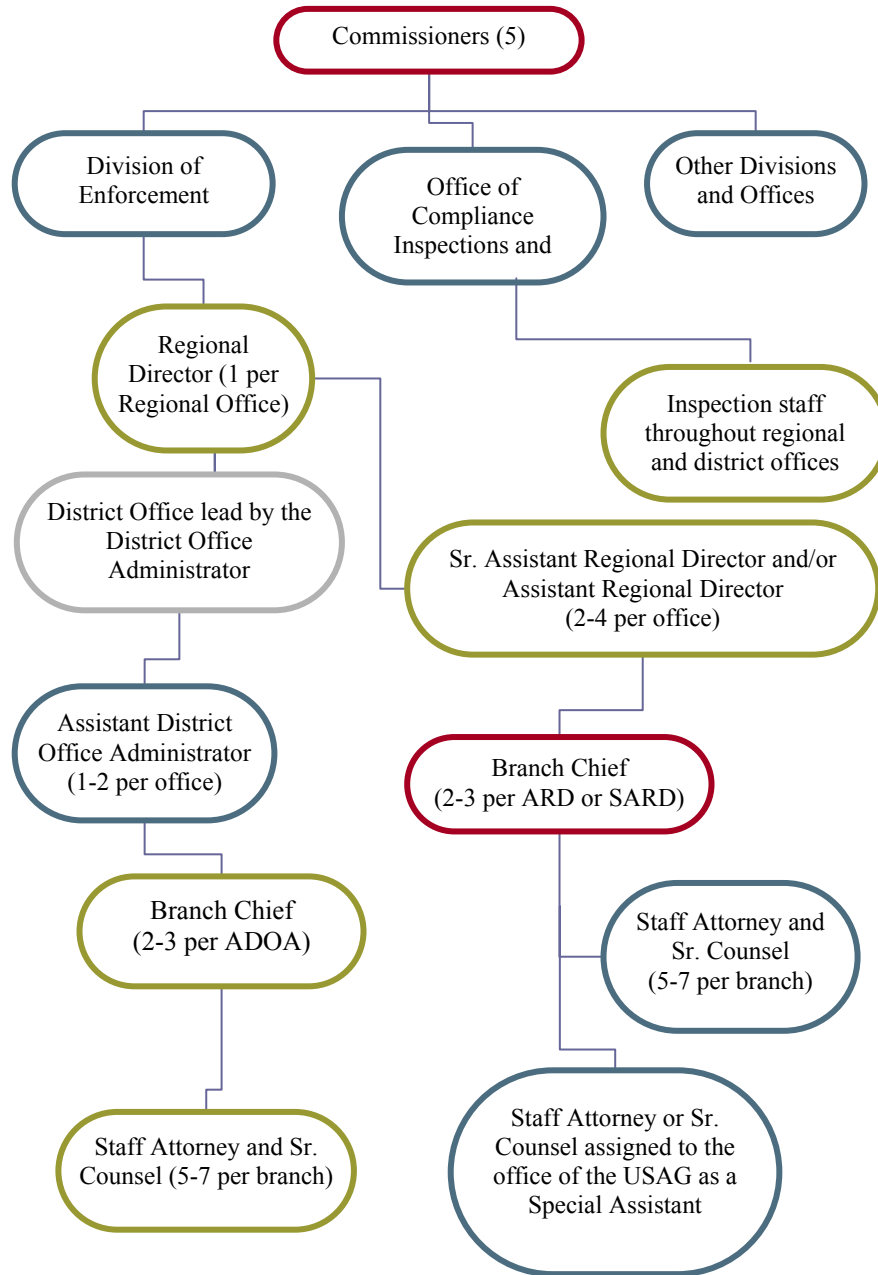 Commissioners (5)
Division of
Enforcement
Office of
Compliance
Inspections and
Other Divisions
and Offices
Regional
Director (1 per
Regional Office)
Inspection staff
throughout regional
and district offices
District Office lead by the
District Office
Administrator
Sr. Assistant Regional Director and/or
Assistant Regional Director
(2-4 per office)
Assistant District
Office Administrator
(1-2 per office)
Branch Chief
(2-3 per ARD or SARD)
Branch Chief
(2-3 per ADOA)
Staff Attorney and
Sr. Counsel
(5-7 per branch)
Staff Attorney and Sr.
Counsel (5-7 per branch)
Staff Attorney or Sr.
Counsel assigned to the
office of the USAG as a
Special Assistant